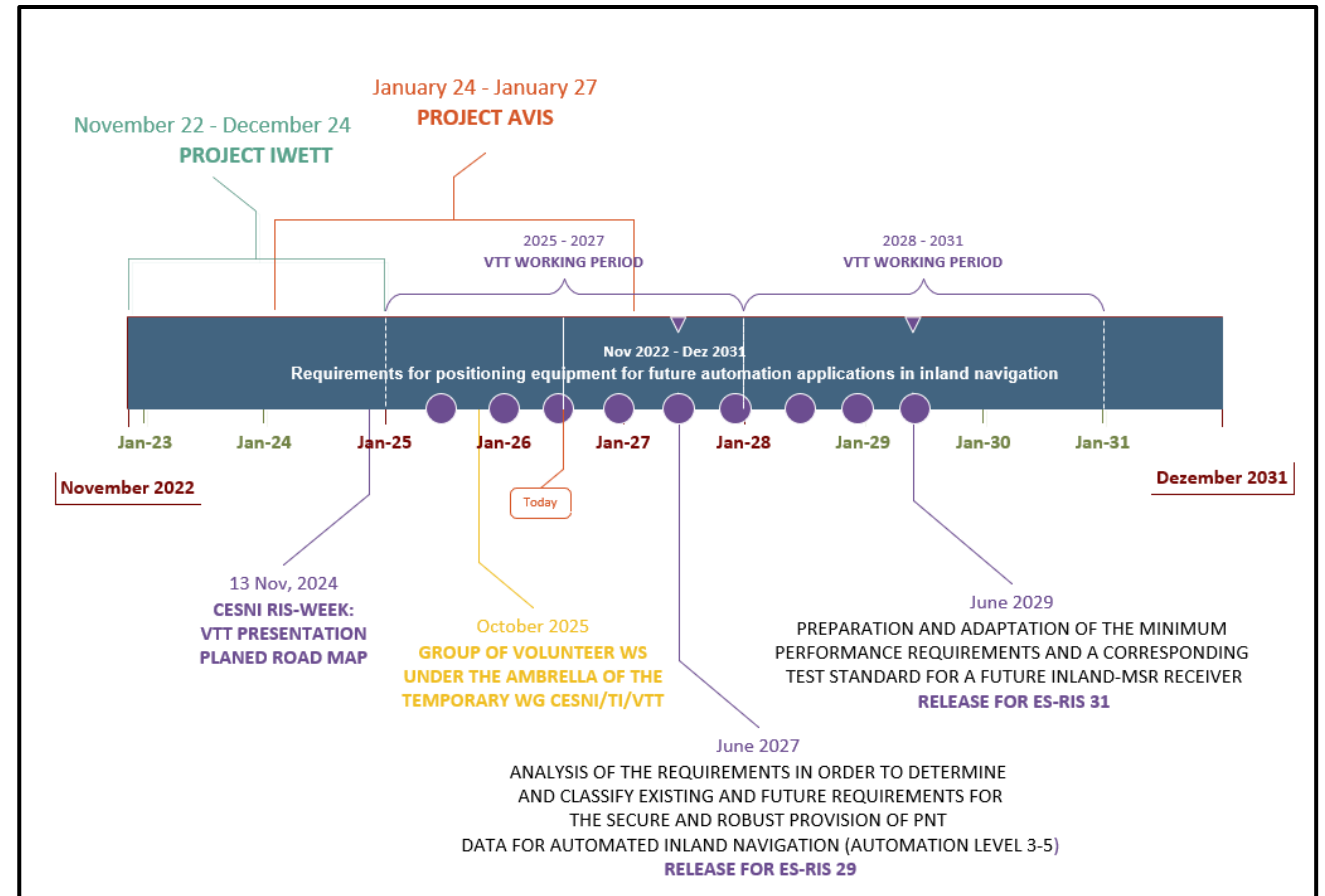 January 24 - January 27
PROJECT AVIS
November 22 - December 24
PROJECT IWETT
2025 - 2027
VTT WORKING PERIOD
2028 - 2031
VTT WORKING PERIOD
Nov 2022 - Dez 2031
Requirements for positioning equipment for future automation applications in inland navigation
Jan-23
Jan-24
Jan-25
Jan-26
Jan-27
Jan-28
Jan-29
Jan-30
Jan-31
November 2022
Dezember 2031
Today
13 Nov, 2024
CESNI RIS-WEEK:
VTT PRESENTATION
PLANED ROAD MAP
October 2025
GROUP OF VOLUNTEER WS
UNDER THE AMBRELLA OF THE
TEMPORARY WG CESNI/TI/VTT
June 2029
PREPARATION AND ADAPTATION OF THE MINIMUM
PERFORMANCE REQUIREMENTS AND A CORRESPONDING
TEST STANDARD FOR A FUTURE INLAND-MSR RECEIVER
RELEASE FOR ES-RIS 31
June 2027
ANALYSIS OF THE REQUIREMENTS IN ORDER TO DETERMINE
AND CLASSIFY EXISTING AND FUTURE REQUIREMENTS FOR
THE SECURE AND ROBUST PROVISION OF PNT
DATA FOR AUTOMATED INLAND NAVIGATION (AUTOMATION LEVEL 3-5)
RELEASE FOR ES-RIS 29